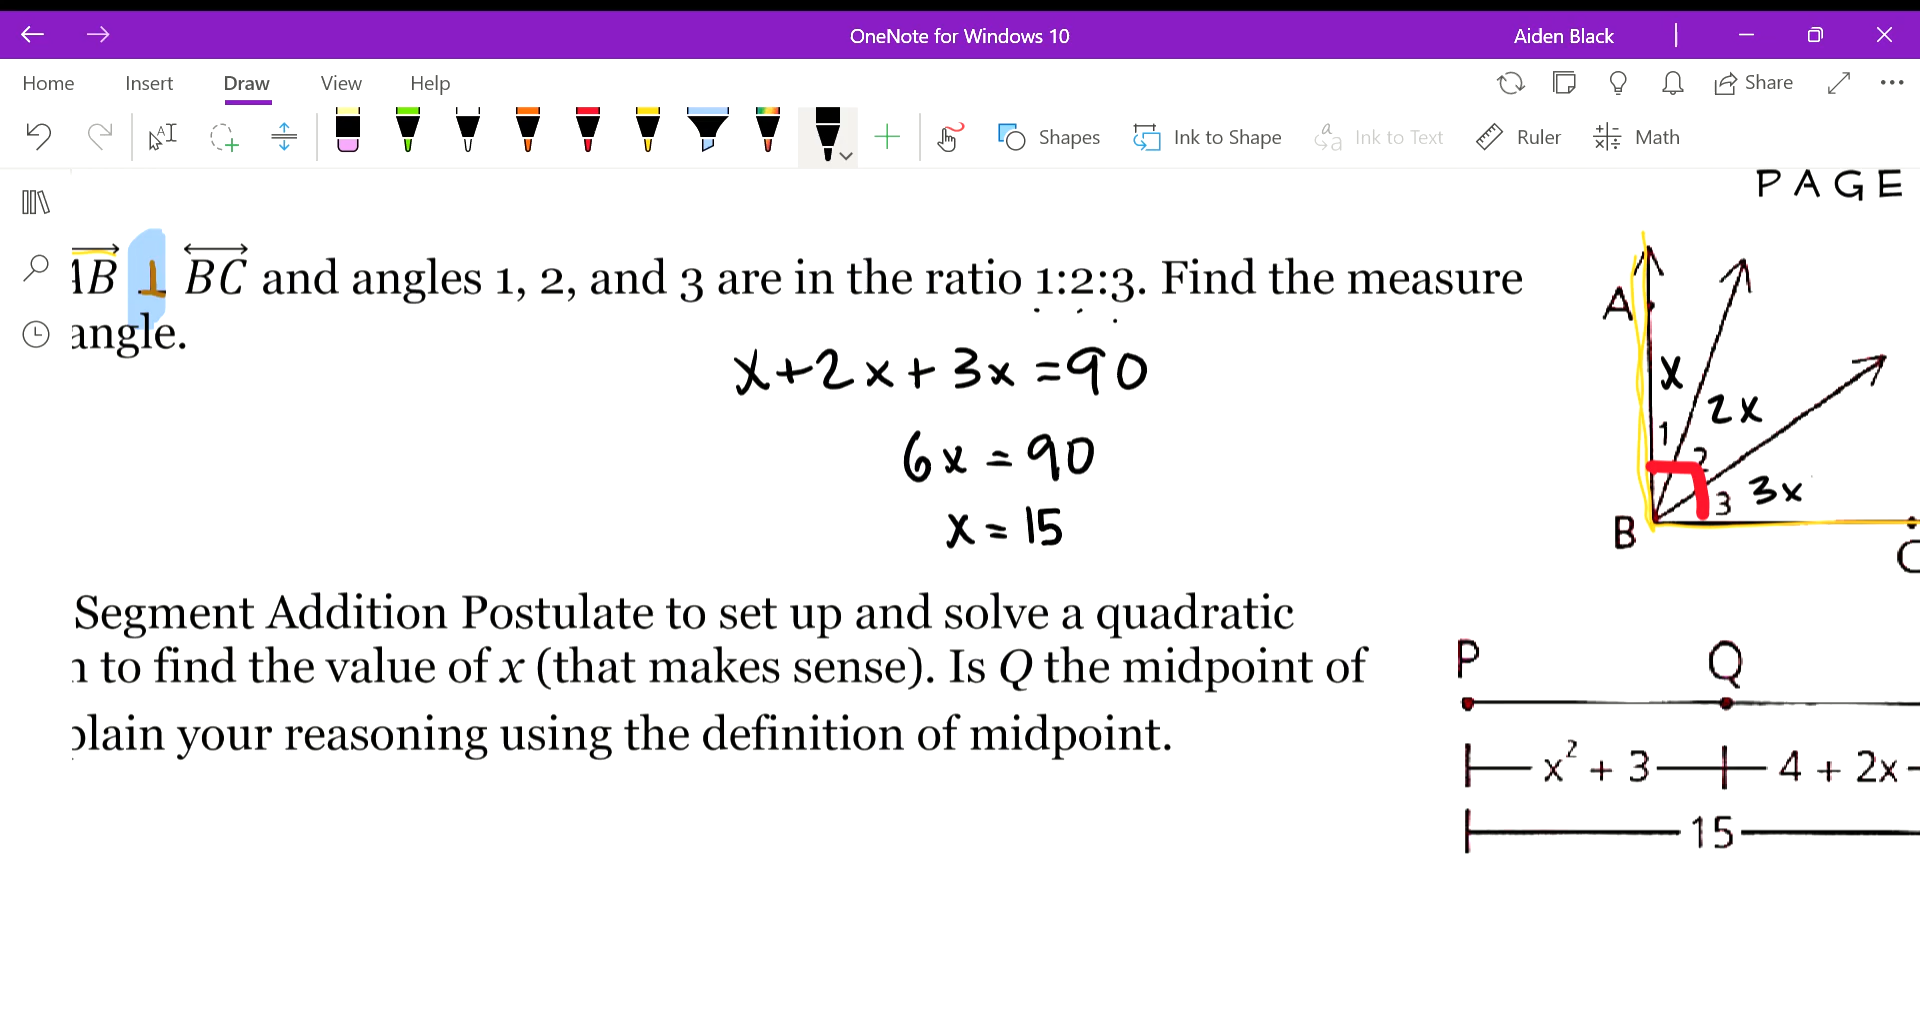 OneNote for Windows 10
Aiden Black
Home Insert Draw View Help
Share
Shapes Ink to Shape Ink to Text Ruler Math
PAGE
AB ⊥ BC and angles 1, 2, and 3 are in the ratio 1:2:3. Find the measure
angle.
x+2x+3x=90
6x=90
x=15
A
x
2x
1
2
3
3x
B
C
Segment Addition Postulate to set up and solve a quadratic
to find the value of x (that makes sense). Is Q the midpoint of
plain your reasoning using the definition of midpoint.
P Q
x² + 3 4 + 2x
15